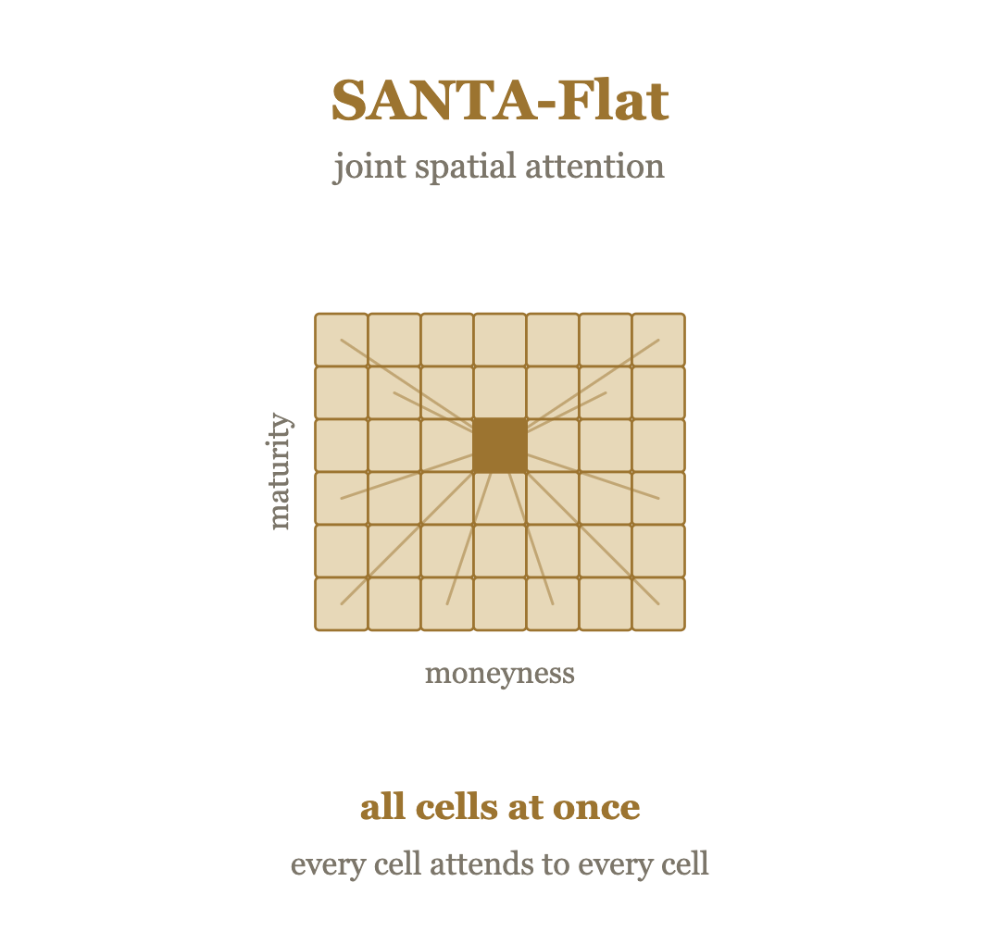 SANTA-Flat
joint spatial attention
maturity
moneyness
all cells at once
every cell attends to every cell